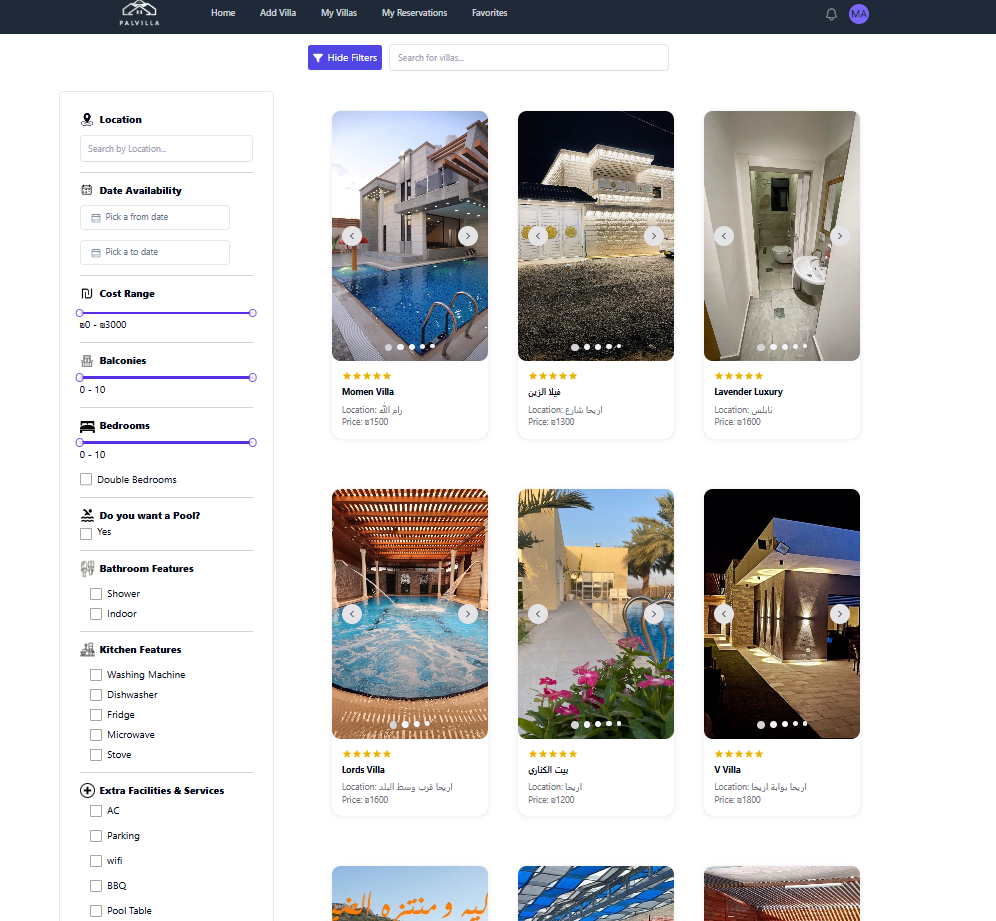 PALVILLA
Home
Add Villa
My Villas
My Reservations
Favorites
MA
Hide Filters
Search for villas...
Location
Search by Location...
Date Availability
Pick a from date
Pick a to date
Cost Range
₪0 - ₪3000
Balconies
0 - 10
Bedrooms
0 - 10
Double Bedrooms
Do you want a Pool?
Yes
Bathroom Features
Shower
Indoor
Kitchen Features
Washing Machine
Dishwasher
Fridge
Microwave
Stove
Extra Facilities & Services
AC
Parking
wifi
BBQ
Pool Table
Momen Villa
Location: رام الله
Price: ₪1500
فيلا الزين
Location: اريحا شارع
Price: ₪1300
Lavender Luxury
Location: نابلس
Price: ₪1600
Lords Villa
Location: اريحا قرب وسط البلد
Price: ₪1600
بيت الكناري
Location: اريحا
Price: ₪1200
V Villa
Location: اريحا بوابة اريحا
Price: ₪1800
ليه و منتزه